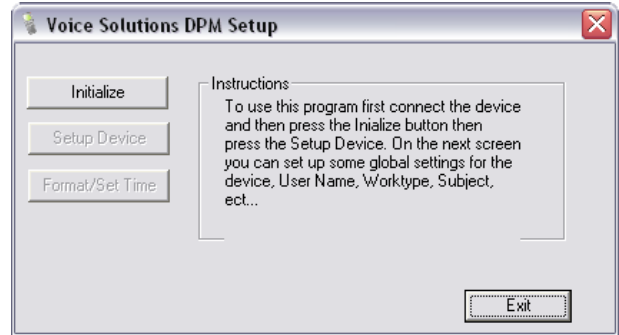 Voice Solutions DPM Setup
Initialize
Setup Device
Format/Set Time
Instructions
To use this program first connect the device
and then press the Inialize button then
press the Setup Device. On the next screen
you can set up some global settings for the
device, User Name, Worktype, Subject,
ect...
Exit